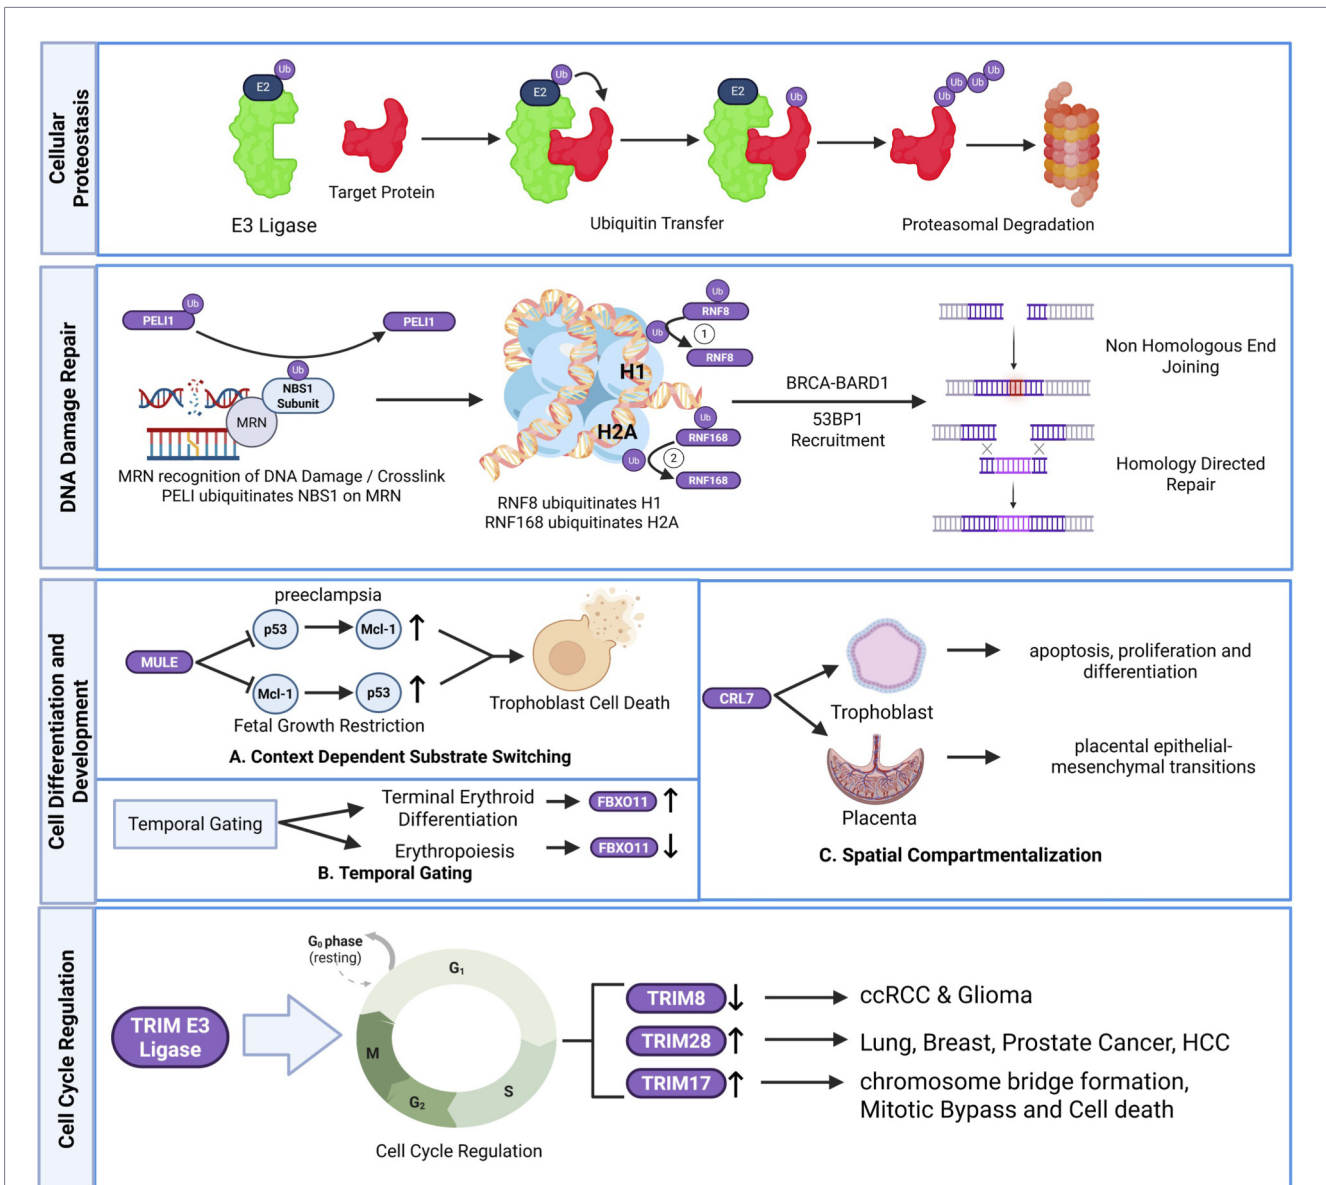 Cellular
Proteostasis
Ub
E2
E3 Ligase
Target Protein
Ub
E2
Ubiquitin Transfer
E2
Ub
Ub
Ub
Ub
Ub
Proteasomal Degradation
DNA Damage Repair
Ub
PELI1
PELI1
Ub
NBS1
Subunit
MRN
MRN recognition of DNA Damage / Crosslink
PELI ubiquitinates NBS1 on MRN
Ub
RNF8
Ub
1
RNF8
H1
Ub
H2A
RNF168
Ub
2
RNF168
RNF8 ubiquitinates H1
RNF168 ubiquitinates H2A
BRCA-BARD1
53BP1
Recruitment
Non Homologous End
Joining
Homology Directed
Repair
Cell Differentiation and
Development
preeclampsia
p53
Mcl-1
MULE
Mcl-1
p53
Fetal Growth Restriction
Trophoblast Cell Death
A. Context Dependent Substrate Switching
Temporal Gating
Terminal Erythroid
Differentiation
FBXO11
Erythropoiesis
FBXO11
B. Temporal Gating
CRL7
Trophoblast
apoptosis, proliferation and
differentiation
Placenta
placental epithelial-
mesenchymal transitions
C. Spatial Compartmentalization
Cell Cycle Regulation
TRIM E3
Ligase
G₀ phase
(resting)
G₁
M
G₂
S
Cell Cycle Regulation
TRIM8
ccRCC & Glioma
TRIM28
Lung, Breast, Prostate Cancer, HCC
TRIM17
chromosome bridge formation,
Mitotic Bypass and Cell death